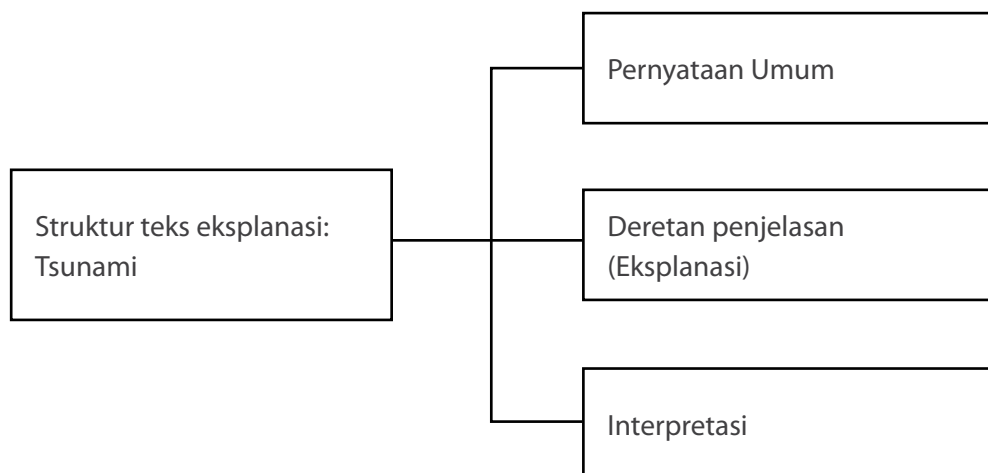 Pernyataan Umum
Struktur teks eksplanasi:
Tsunami
Deretan penjelasan
(Eksplanasi)
Interpretasi